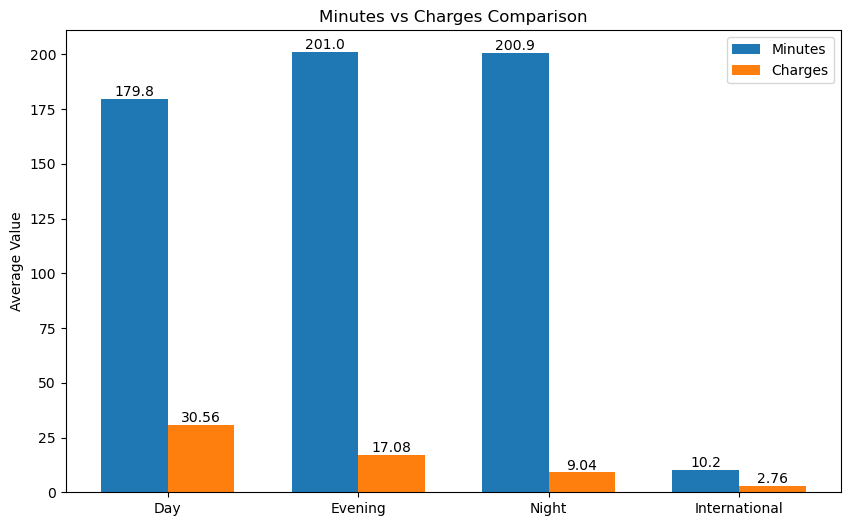 Minutes vs Charges Comparison
Minutes
Charges
Average Value
200
175
150
125
100
75
50
25
0
179.8
30.56
201.0
17.08
200.9
9.04
10.2
2.76
Day
Evening
Night
International